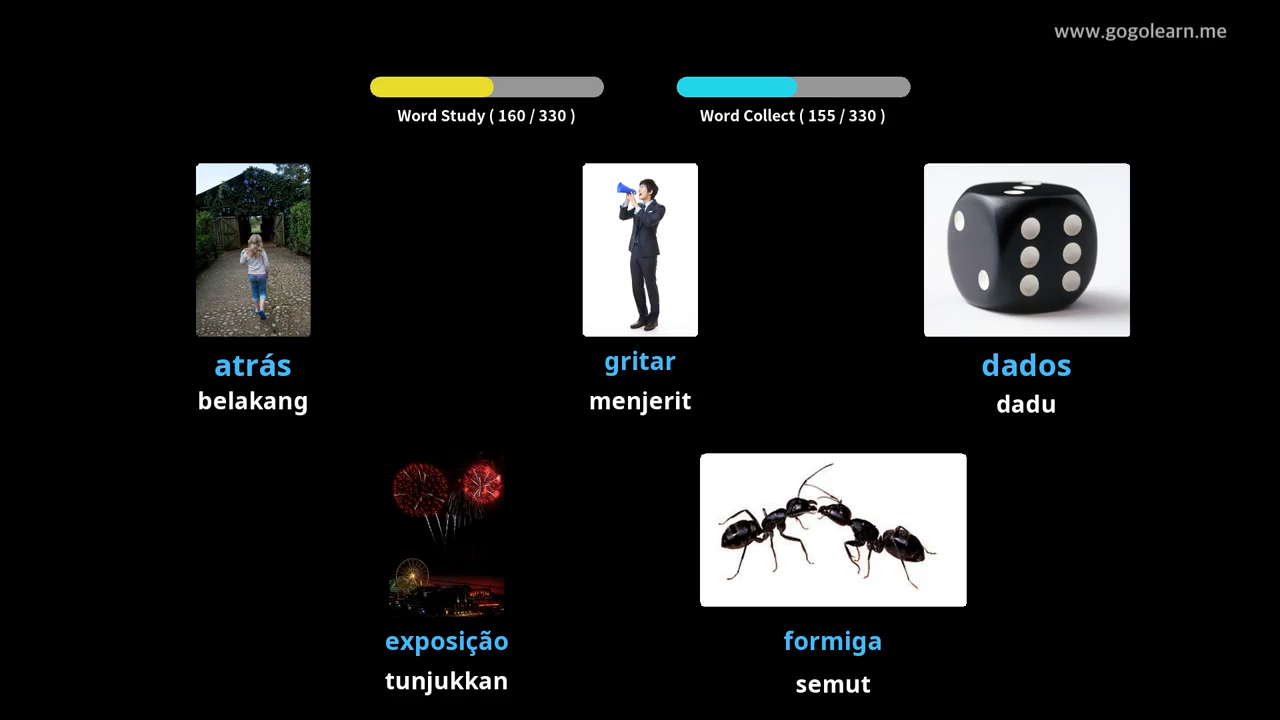 www.gogolearn.me
Word Study ( 160 / 330 )
Word Collect ( 155 / 330 )
atrás
belakang
gritar
menjerit
dados
dadu
exposição
tunjukkan
formiga
semut